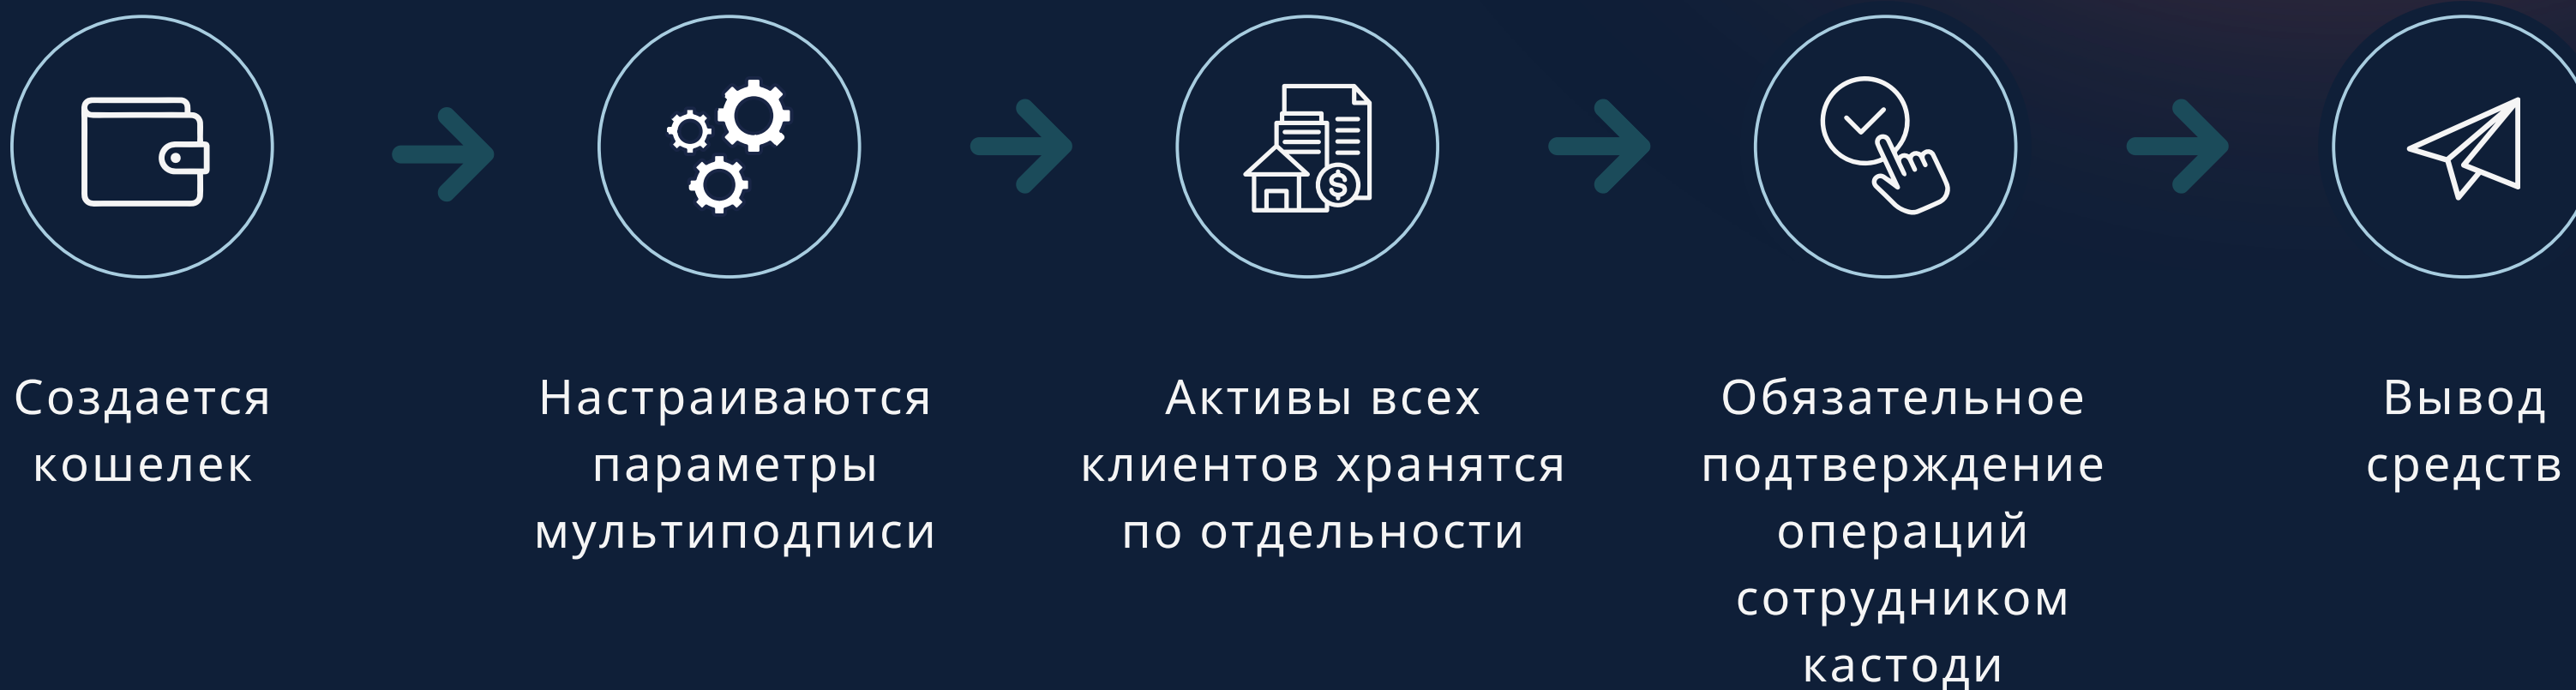 Создается
кошелек
Настраиваются
параметры
мультиподписи
Активы всех
клиентов хранятся
по отдельности
Обязательное
подтверждение
операций
сотрудником
кастоди
Вывод
средств